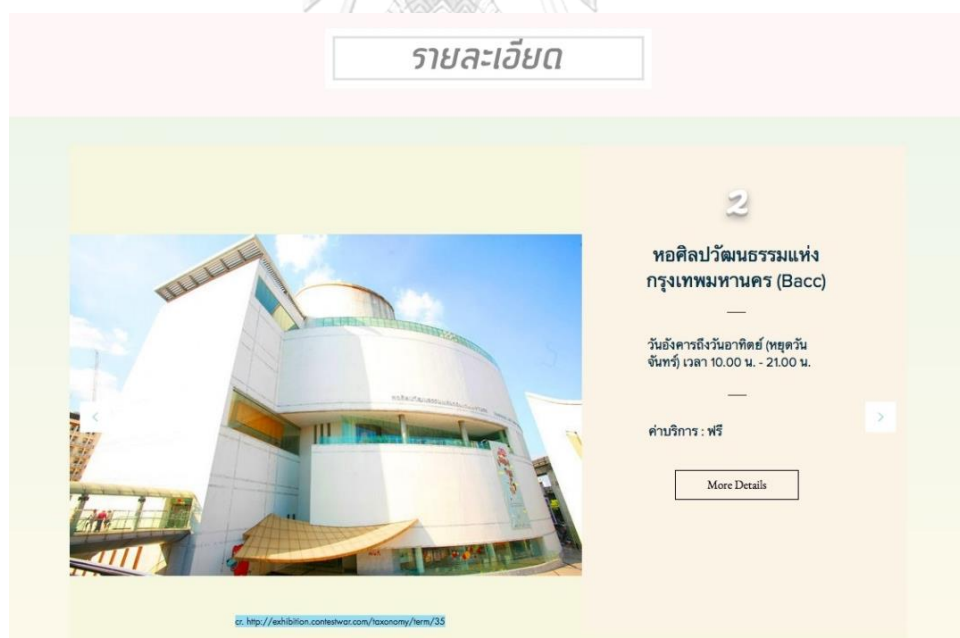 รายละเอียด
2
หอศิลปวัฒนธรรมแห่ง
กรุงเทพมหานคร (Bacc)
วันอังคารถึงวันอาทิตย์ (หยุดวัน
จันทร์) เวลา 10.00 น. - 21.00 น.
ค่าบริการ : ฟรี
More Details
cr. http://exhibition.contestwar.com/taxonomy/term/35